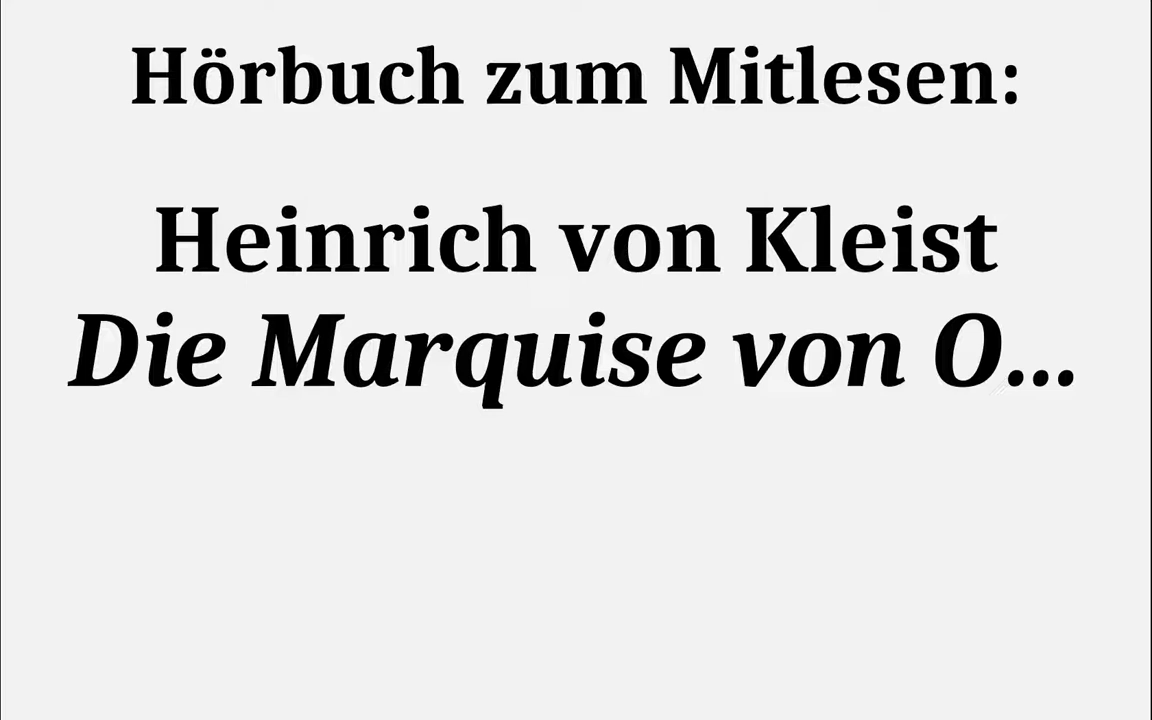 Hörbuch zum Mitlesen:
Heinrich von Kleist
Die Marquise von O...